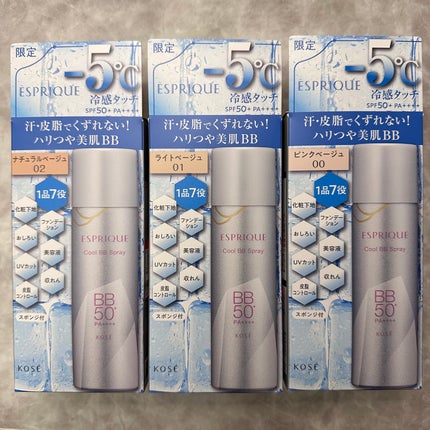 限定
-5℃
ESPRIQUE
冷感タッチ
SPF50+ PA++++
汗・皮脂でくずれない!
ハリつや美肌BB
ナチュラルベージュ
02
1品7役
化粧下地
ファンデーション
おしろい
美容液
UVカット
収れん
皮脂コントロール
スポンジ付
ESPRIQUE
Cool BB Spray
BB
50+
PA++++
KOSÉ
KOSÉ
限定
-5℃
ESPRIQUE
冷感タッチ
SPF50+ PA++++
汗・皮脂でくずれない!
ハリつや美肌BB
ライトベージュ
01
1品7役
化粧下地
ファンデーション
おしろい
美容液
UVカット
収れん
皮脂コントロール
スポンジ付
ESPRIQUE
Cool BB Spray
BB
50+
PA++++
KOSÉ
KOSÉ
限定
-5℃
ESPRIQUE
冷感タッチ
SPF50+ PA++++
汗・皮脂でくずれない!
ハリつや美肌BB
ピンクベージュ
00
1品7役
化粧下地
ファンデーション
おしろい
美容液
UVカット
収れん
皮脂コントロール
スポンジ付
ESPRIQUE
Cool BB Spray
BB
50+
PA++++
KOSÉ
KOSÉ